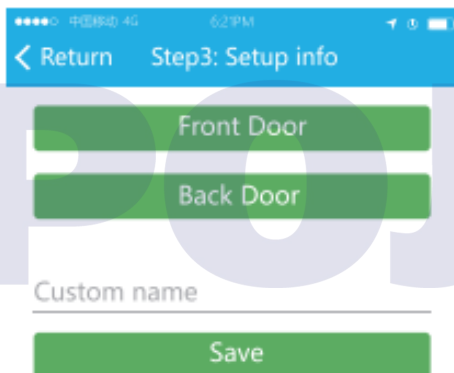 中国移动 4G 6:21PM
Return Step3: Setup info
Front Door
Back Door
Custom name
Save